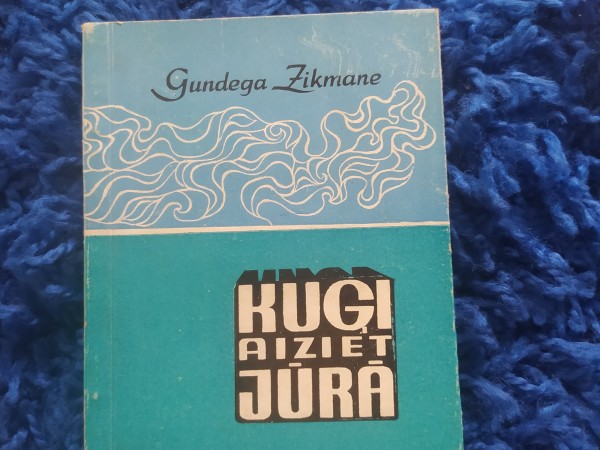 Gundega Zikmane
KUĢI
AIZIET
JŪRĀ